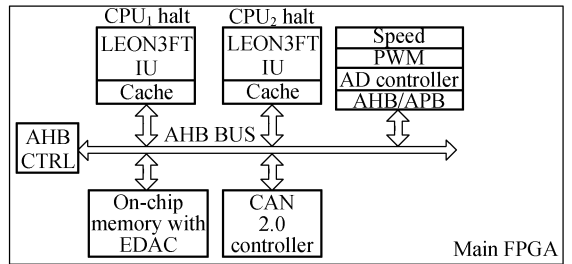 CPU₁ halt
LEON3FT
IU
Cache
CPU₂ halt
LEON3FT
IU
Cache
Speed
PWM
AD controller
AHB/APB
AHB
CTRL
AHB BUS
On-chip
memory with
EDAC
CAN
2.0
controller
Main FPGA